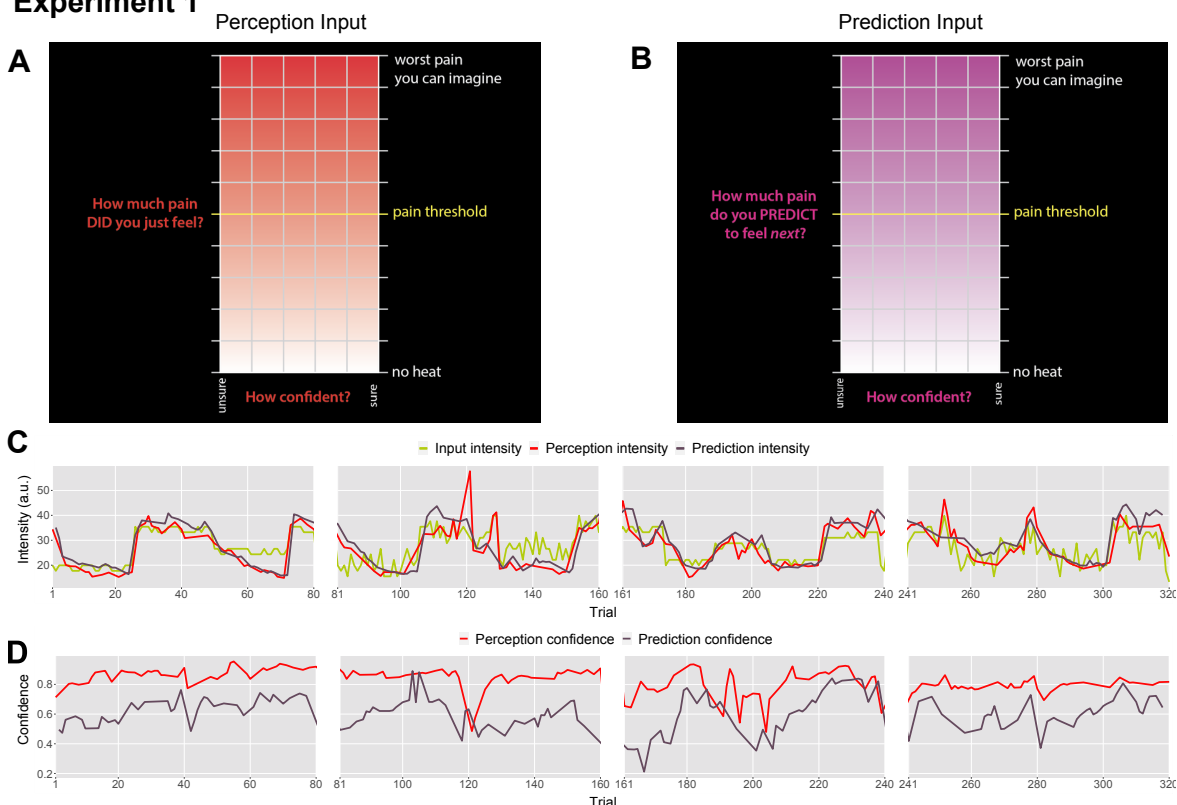 Experiment 1
Perception Input
Prediction Input
A
worst pain
you can imagine
How much pain
DID you just feel?
pain threshold
no heat
unsure
How confident?
sure
B
worst pain
you can imagine
How much pain
do you PREDICT
to feel next?
pain threshold
no heat
unsure
How confident?
sure
C
Input intensity
Perception intensity
Prediction intensity
Intensity (a.u.)
50
40
30
20
1 20 40 60 80
81 100 120 140 160
161 180 200 220 240
241 260 280 300 320
Trial
D
Perception confidence
Prediction confidence
Confidence
0.8
0.6
0.4
0.2
1 20 40 60 80
81 100 120 140 160
161 180 200 220 240
241 260 280 300 320
Trial